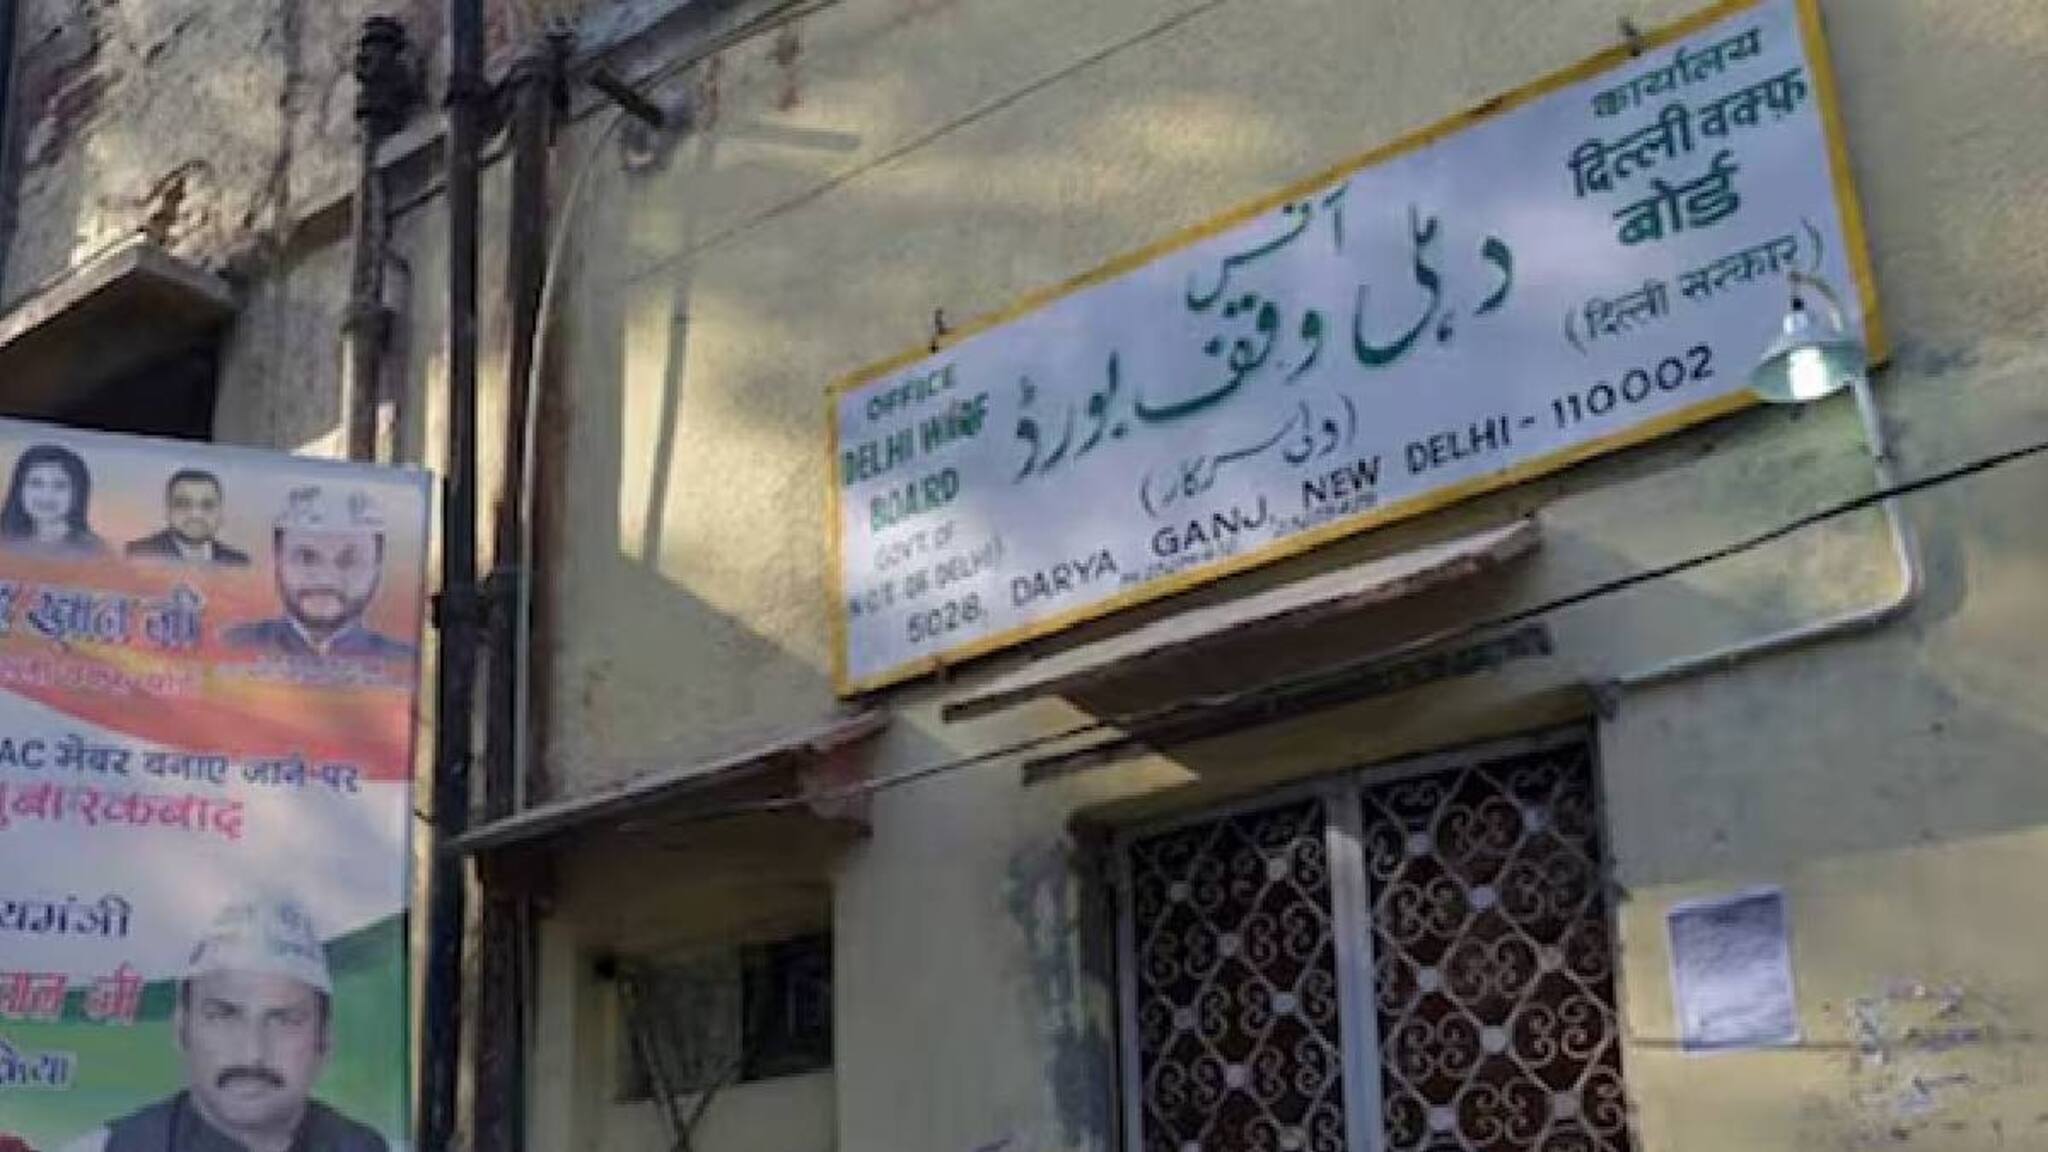 OFFICE
DELHI WAQF
BOARD
GOVT. OF
N.C.T. OF DELHI)
آفس
دہلی وقف بورڈ
(دہلی سرکار)
कार्यालय
दिल्ली वक्फ़
बोर्ड
(दिल्ली सरकार)
5028, DARYA GANJ, NEW DELHI - 110002
ख़ान जी
AC मेंबर बनाए जाने-पर
मुबारकबाद
जी